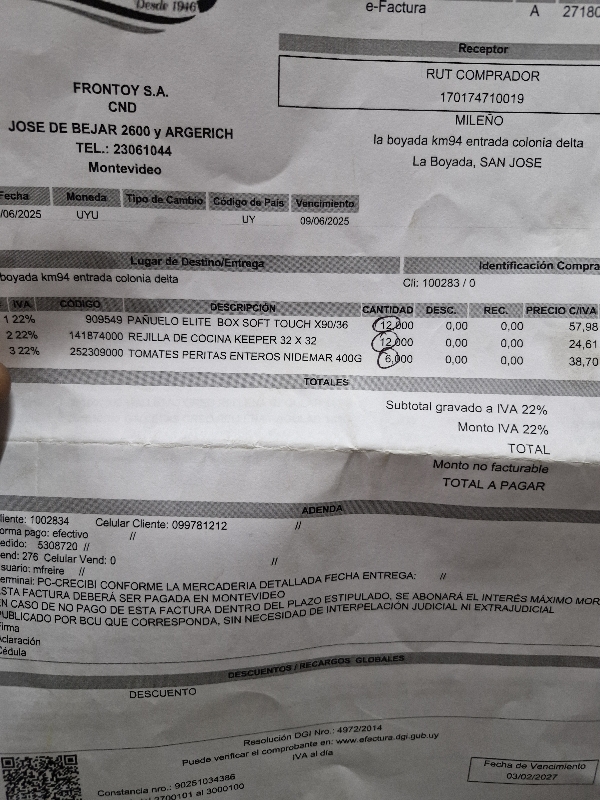 Desde 1946
e-Factura A 27180
Receptor
RUT COMPRADOR
170174710019
FRONTOY S.A.
CND
JOSE DE BEJAR 2600 y ARGERICH
TEL.: 23061044
Montevideo
MILEÑO
la boyada km94 entrada colonia delta
La Boyada, SAN JOSE
Fecha Moneda Tipo de Cambio Código de País Vencimiento
/06/2025 UYU UY 09/06/2025
Lugar de Destino/Entrega Identificación Compra
boyada km94 entrada colonia delta Cli: 100283 / 0
IVA CODIGO DESCRIPCIÓN CANTIDAD DESC. REC. PRECIO C/IVA
1 22% 909549 PAÑUELO ELITE BOX SOFT TOUCH X90/36 12,000 0,00 0,00 57,98
2 22% 141874000 REJILLA DE COCINA KEEPER 32 X 32 12,000 0,00 0,00 24,61
3 22% 252309000 TOMATES PERITAS ENTEROS NIDEMAR 400G 6,000 0,00 0,00 38,70
TOTALES
Subtotal gravado a IVA 22%
Monto IVA 22%
TOTAL
Monto no facturable
TOTAL A PAGAR
ADENDA
liente: 1002834 Celular Cliente: 099781212 //
orma pago: efectivo //
edido: 5308720 //
end: 276 Celular Vend: 0 //
suario: mfreire //
erminal: PC-CRECIBI CONFORME LA MERCADERIA DETALLADA FECHA ENTREGA: //
STA FACTURA DEBERÁ SER PAGADA EN MONTEVIDEO
EN CASO DE NO PAGO DE ESTA FACTURA DENTRO DEL PLAZO ESTIPULADO, SE ABONARÁ EL INTERÉS MÁXIMO MOR
PUBLICADO POR BCU QUE CORRESPONDA, SIN NECESIDAD DE INTERPELACIÓN JUDICIAL NI EXTRAJUDICIAL
Firma
Aclaración
Cédula
DESCUENTOS / RECARGOS GLOBALES
DESCUENTO
Resolución DGI Nro.: 4972/2014
Puede verificar el comprobante en: www.efactura.dgi.gub.uy
IVA al día
Fecha de Vencimiento
03/02/2027
Constancia nro.: 90251034386
2700101 al 3000100